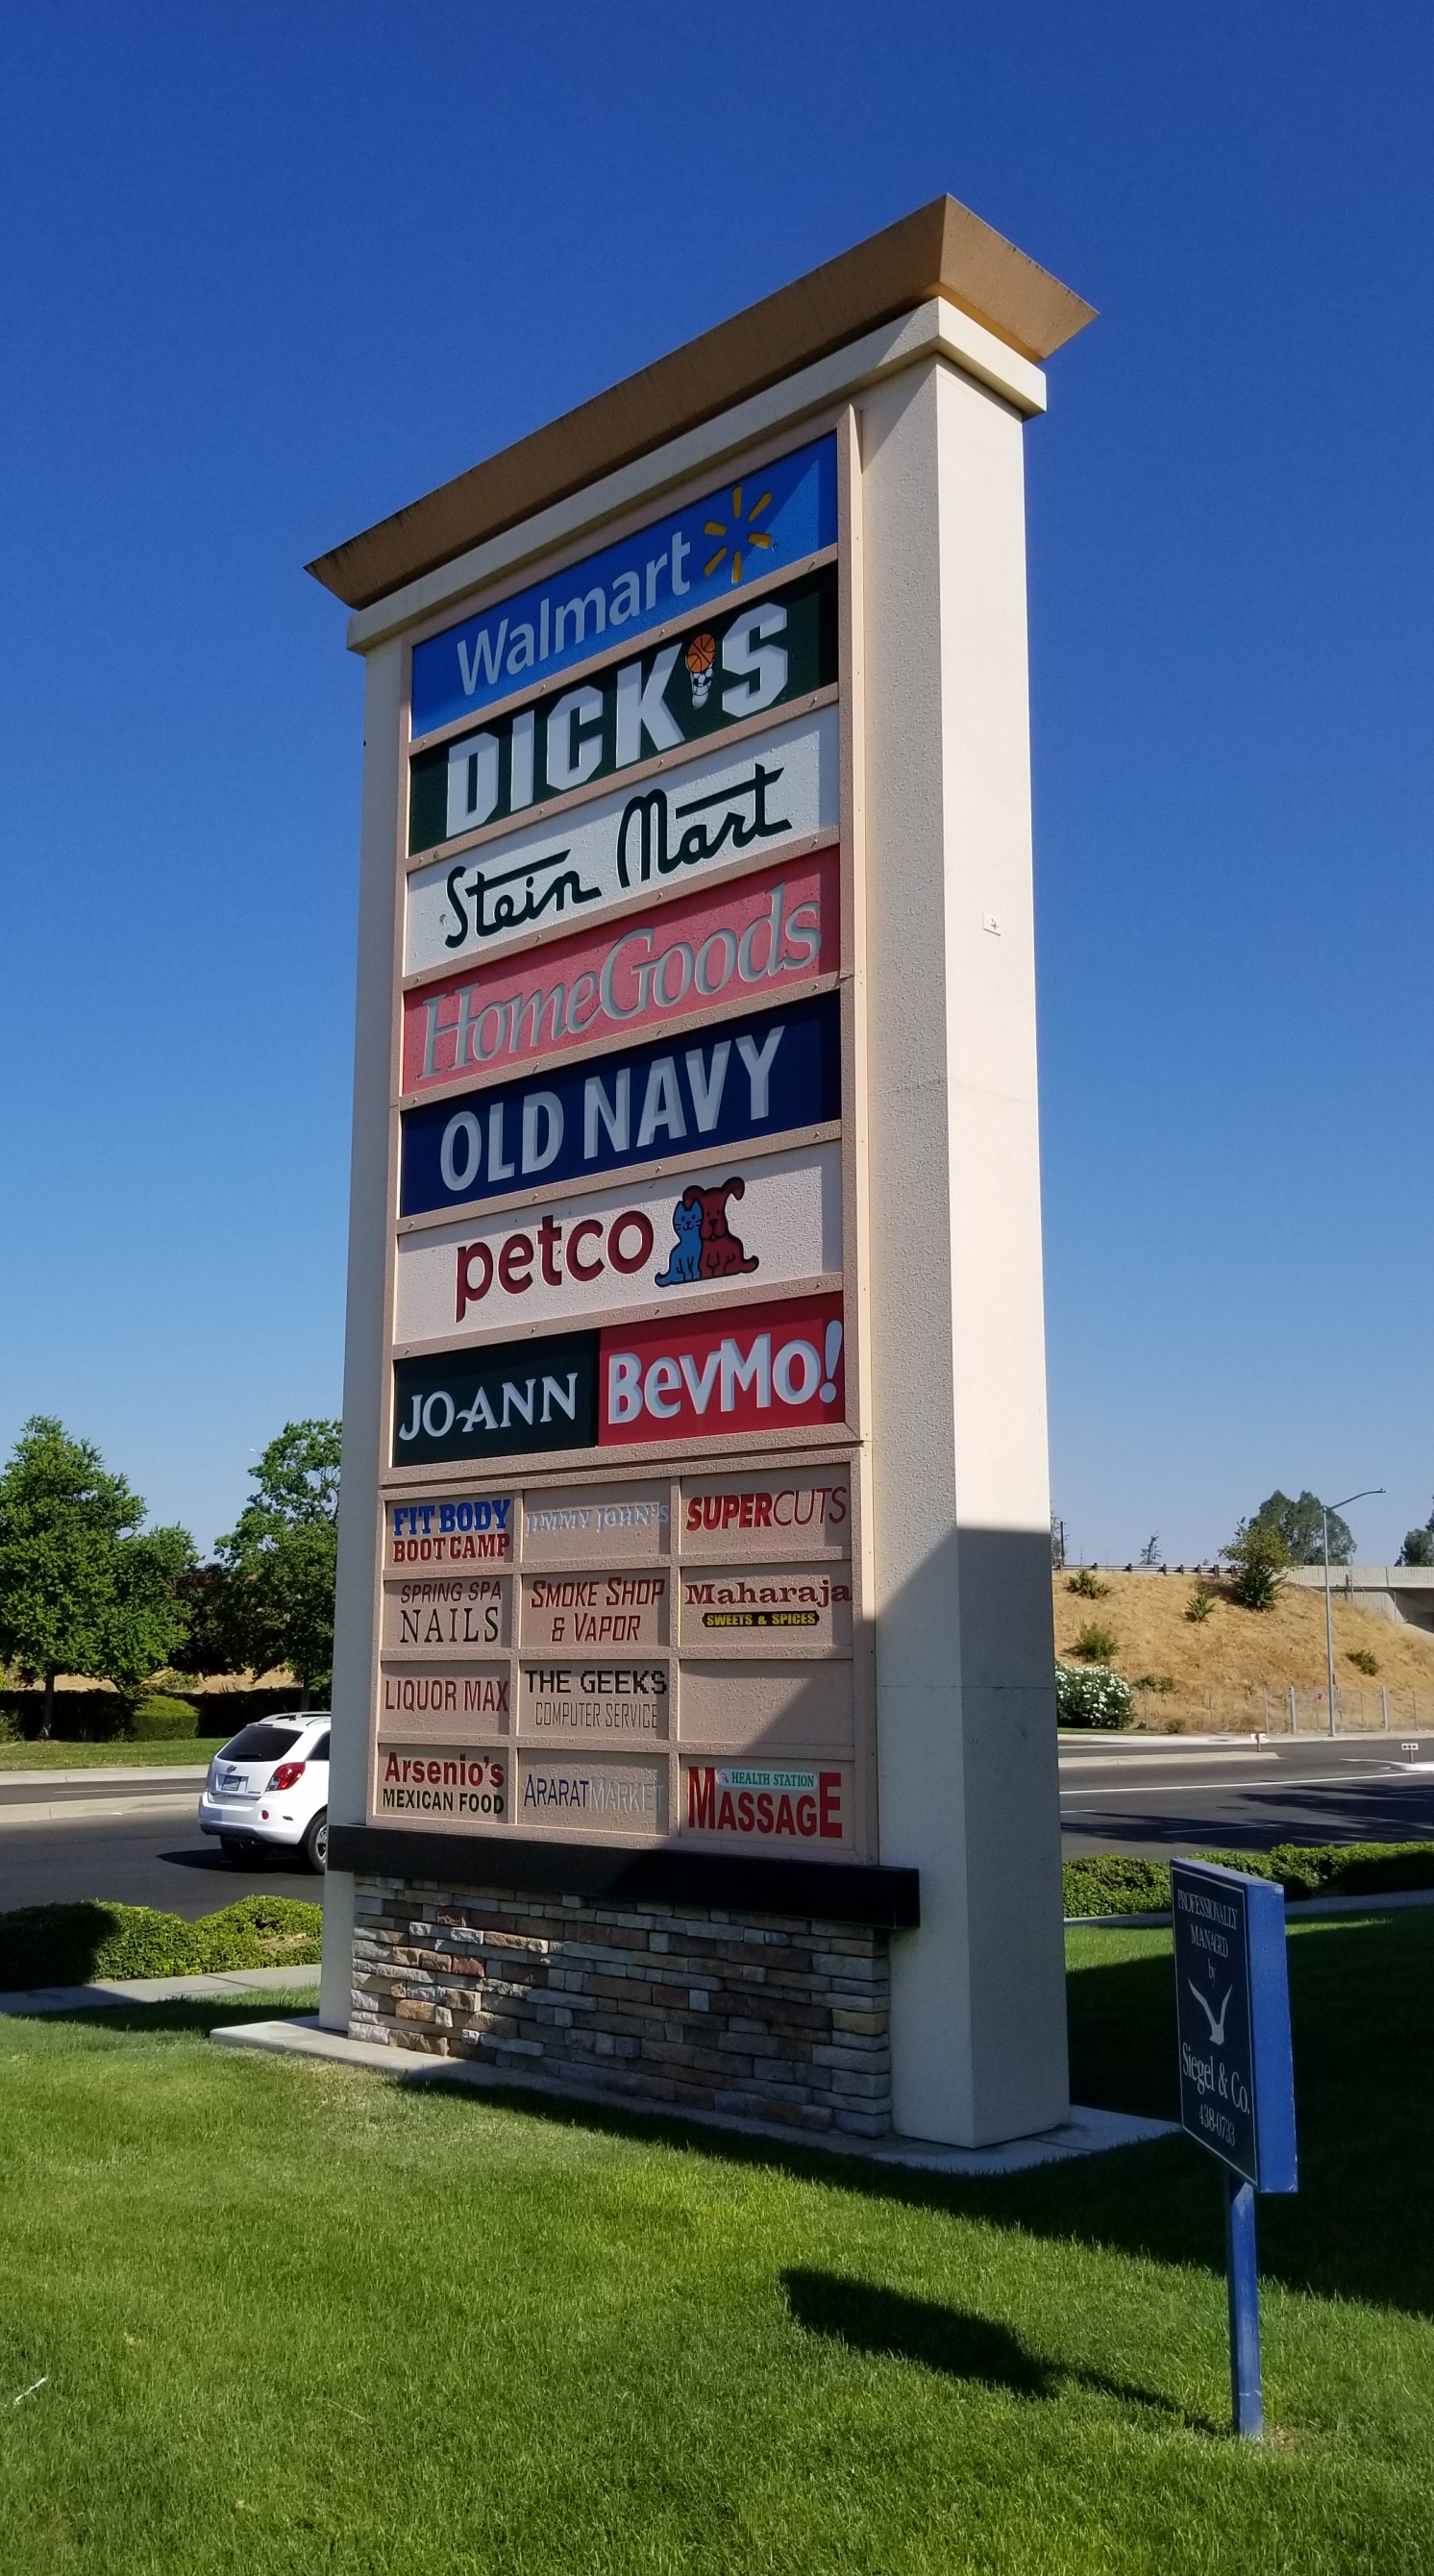 Walmart
DICK'S
Stein Mart
HomeGoods
OLD NAVY
petco
JO-ANN
BevMo!
FIT BODY
BOOT CAMP
JIMMY JOHN'S
SUPERCUTS
SPRING SPA
NAILS
SMOKE SHOP
& VAPOR
Maharaja
SWEETS & SPICES
LIQUOR MAX
THE GEEKS
COMPUTER SERVICE
Arsenio's
MEXICAN FOOD
ARARATMARKET
HEALTH STATION
MASSAGE
PROFESSIONALLY
MANAGED
by
Siegel & Co.
438-0733